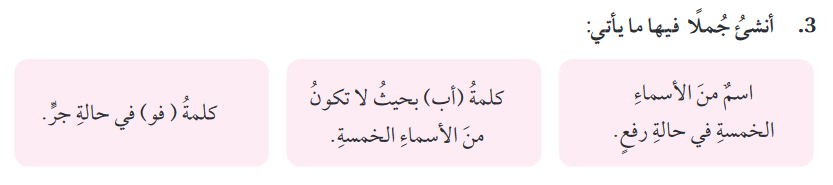 3. أنشئُ جُملًا فيها ما يأتي:
اسمٌ منَ الأسماءِ
الخمسةِ في حالةِ رفعٍ.
كلمةُ (أب) بحيثُ لا تكونُ
منَ الأسماءِ الخمسةِ.
كلمةُ ( فو) في حالةِ جرٍّ.